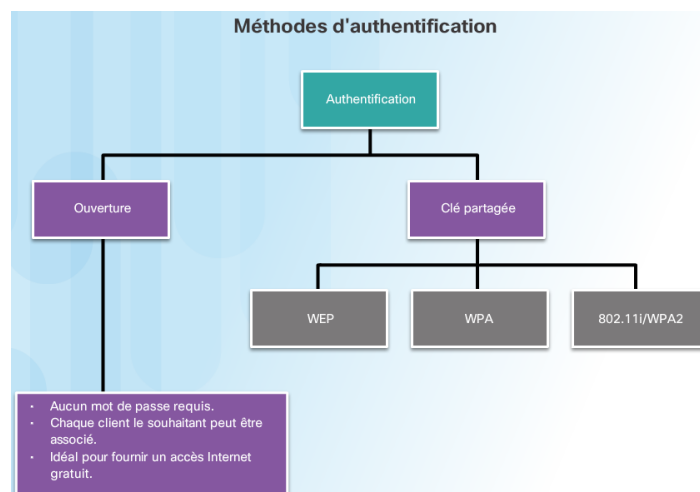 Méthodes d'authentification
Authentification
Ouverture
Clé partagée
WEP
WPA
802.11i/WPA2
• Aucun mot de passe requis.
• Chaque client le souhaitant peut être
associé.
• Idéal pour fournir un accès Internet
gratuit.